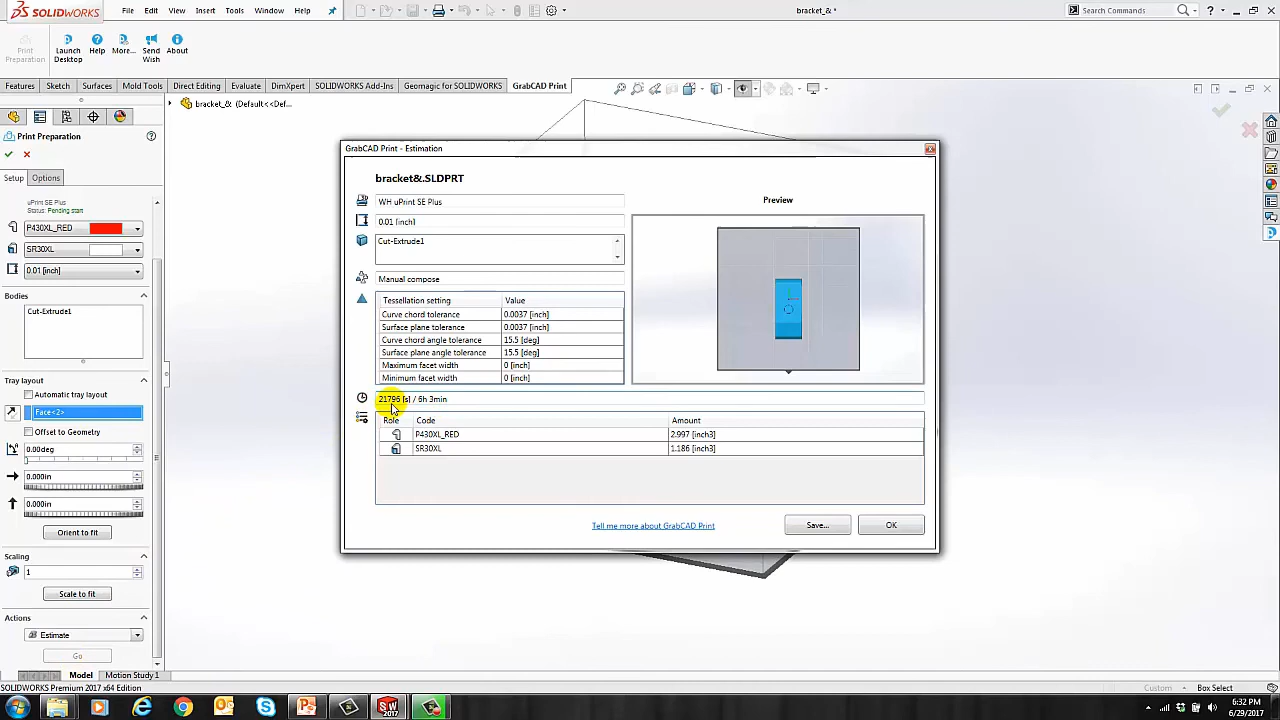 SOLIDWORKS
File Edit View Insert Tools Window Help
bracket_& *
Search Commands
Print Preparation
Launch Desktop
Help
More...
Send Wish
About
Features Sketch Surfaces Mold Tools Direct Editing Evaluate DimXpert SOLIDWORKS Add-Ins Geomagic for SOLIDWORKS GrabCAD Print
bracket_& (Default<<Def...
Print Preparation
Setup Options
uPrint SE Plus
Status: Pending start
P430XL_RED
SR30XL
0.01 [inch]
Bodies
Cut-Extrude1
Tray layout
Automatic tray layout
Face<2>
Offset to Geometry
0.00deg
0.000in
0.000in
Orient to fit
Scaling
1
Scale to fit
Actions
Estimate
Go
GrabCAD Print - Estimation
bracket&.SLDPRT
WH uPrint SE Plus
0.01 [inch]
Cut-Extrude1
Manual compose
Tessellation setting Value
Curve chord tolerance 0.0037 [inch]
Surface plane tolerance 0.0037 [inch]
Curve chord angle tolerance 15.5 [deg]
Surface plane angle tolerance 15.5 [deg]
Maximum facet width 0 [inch]
Minimum facet width 0 [inch]
Preview
21796 [s] / 6h 3min
Role Code Amount
P430XL_RED 2.997 [inch3]
SR30XL 1.186 [inch3]
Tell me more about GrabCAD Print
Save...
OK
Model Motion Study 1
SOLIDWORKS Premium 2017 x64 Edition
Custom
Box Select
SW 2017
6:32 PM
6/29/2017